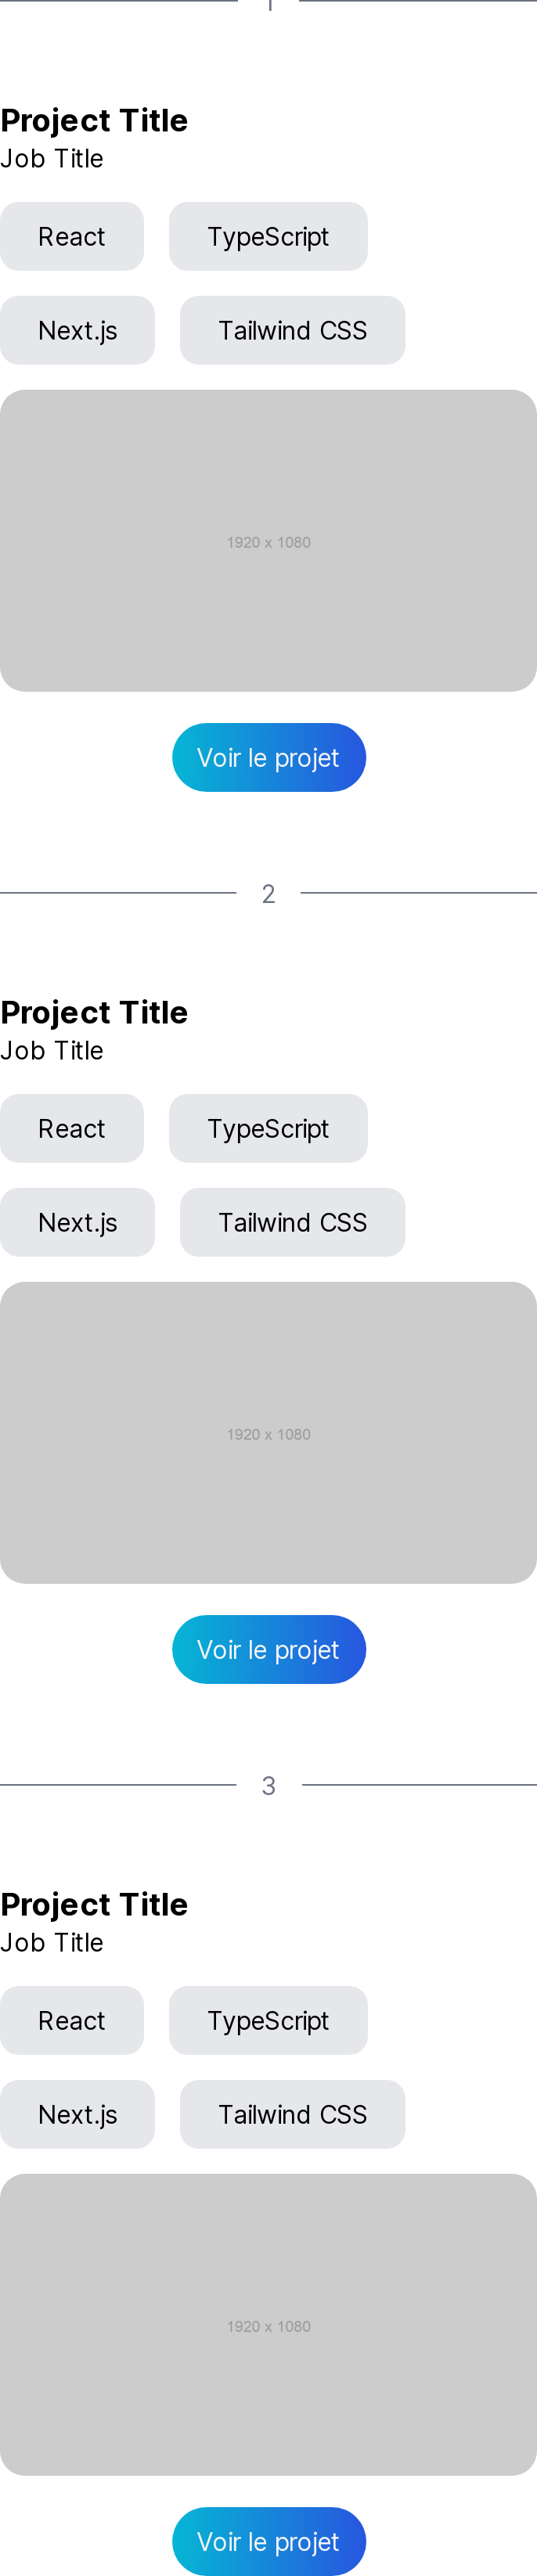 Project Title
Job Title
React TypeScript
Next.js Tailwind CSS
1920 x 1080
Voir le projet
2
Project Title
Job Title
React TypeScript
Next.js Tailwind CSS
1920 x 1080
Voir le projet
3
Project Title
Job Title
React TypeScript
Next.js Tailwind CSS
1920 x 1080
Voir le projet